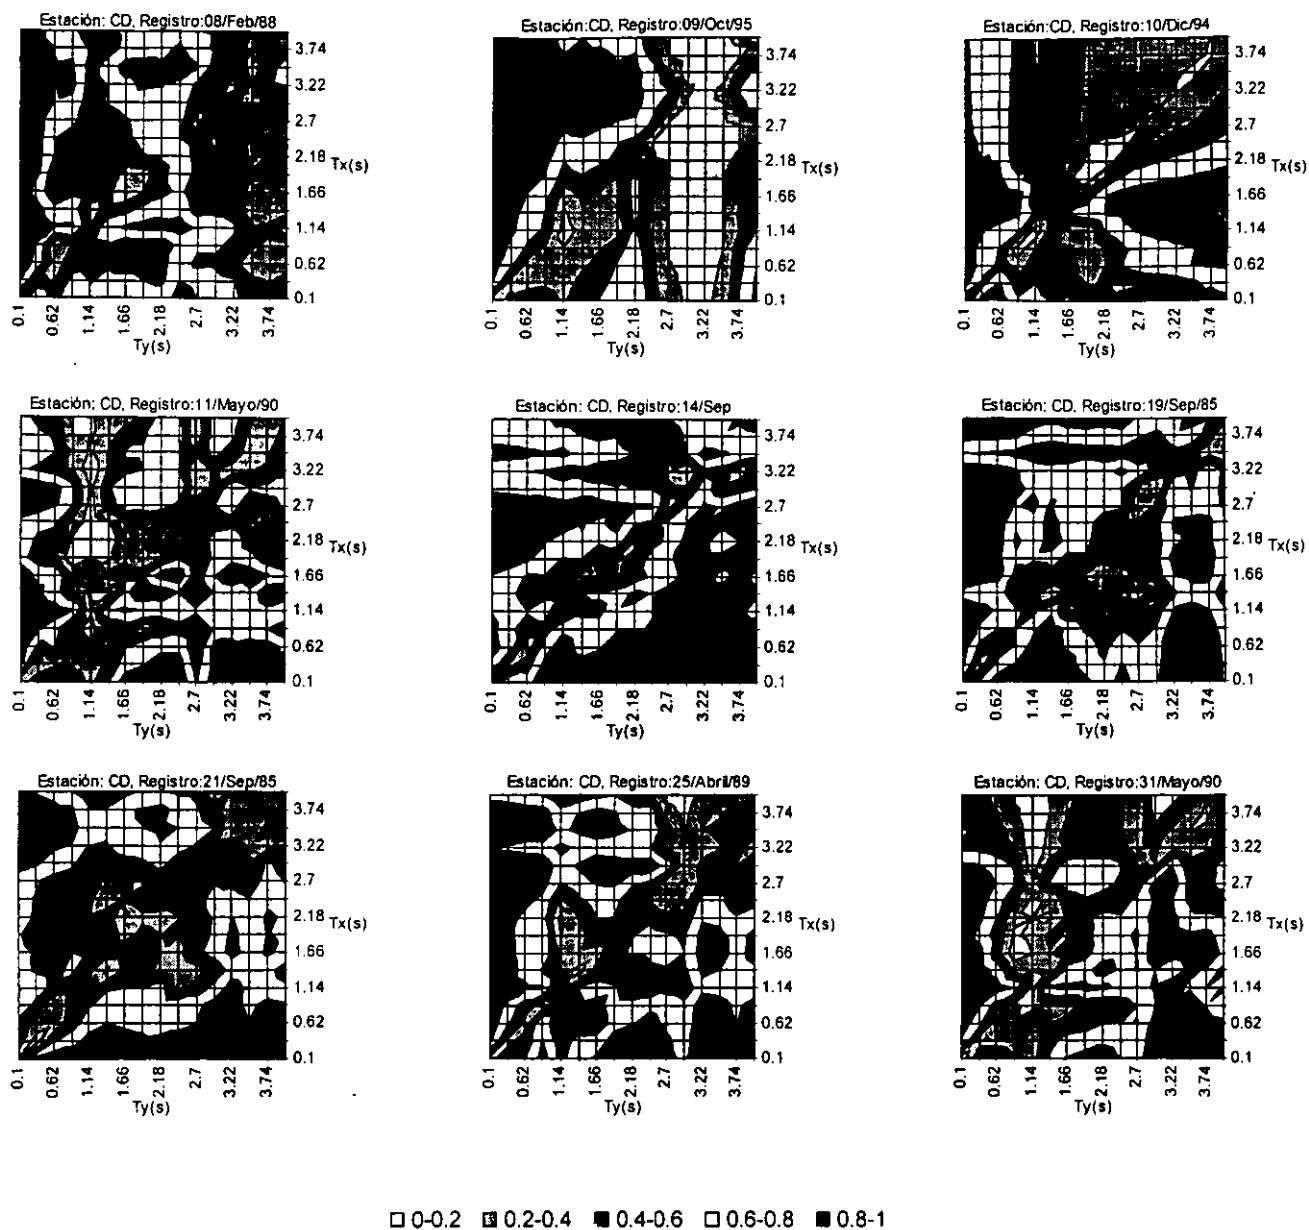 Estación: CD, Registro:08/Feb/88
3.74
3.22
2.7
2.18
1.66
1.14
0.62
0.1
Tx(s)
0.1 0.62 1.14 1.66 2.18 2.7 3.22 3.74
Ty(s)
Estación:CD, Registro:09/Oct/95
3.74
3.22
2.7
2.18
1.66
1.14
0.62
0.1
Tx(s)
0.1 0.62 1.14 1.66 2.18 2.7 3.22 3.74
Ty(s)
Estación:CD, Registro:10/Dic/94
3.74
3.22
2.7
2.18
1.66
1.14
0.62
0.1
Tx(s)
0.1 0.62 1.14 1.66 2.18 2.7 3.22 3.74
Ty(s)
Estación: CD, Registro:11/Mayo/90
3.74
3.22
2.7
2.18
1.66
1.14
0.62
0.1
Tx(s)
0.1 0.62 1.14 1.66 2.18 2.7 3.22 3.74
Ty(s)
Estación: CD, Registro:14/Sep
3.74
3.22
2.7
2.18
1.66
1.14
0.62
0.1
Tx(s)
0.1 0.62 1.14 1.66 2.18 2.7 3.22 3.74
Ty(s)
Estación: CD, Registro:19/Sep/85
3.74
3.22
2.7
2.18
1.66
1.14
0.62
0.1
Tx(s)
0.1 0.62 1.14 1.66 2.18 2.7 3.22 3.74
Ty(s)
Estación: CD, Registro:21/Sep/85
3.74
3.22
2.7
2.18
1.66
1.14
0.62
0.1
Tx(s)
0.1 0.62 1.14 1.66 2.18 2.7 3.22 3.74
Ty(s)
Estación: CD, Registro:25/Abril/89
3.74
3.22
2.7
2.18
1.66
1.14
0.62
0.1
Tx(s)
0.1 0.62 1.14 1.66 2.18 2.7 3.22 3.74
Ty(s)
Estación: CD, Registro:31/Mayo/90
3.74
3.22
2.7
2.18
1.66
1.14
0.62
0.1
Tx(s)
0.1 0.62 1.14 1.66 2.18 2.7 3.22 3.74
Ty(s)
0-0.2 0.2-0.4 0.4-0.6 0.6-0.8 0.8-1